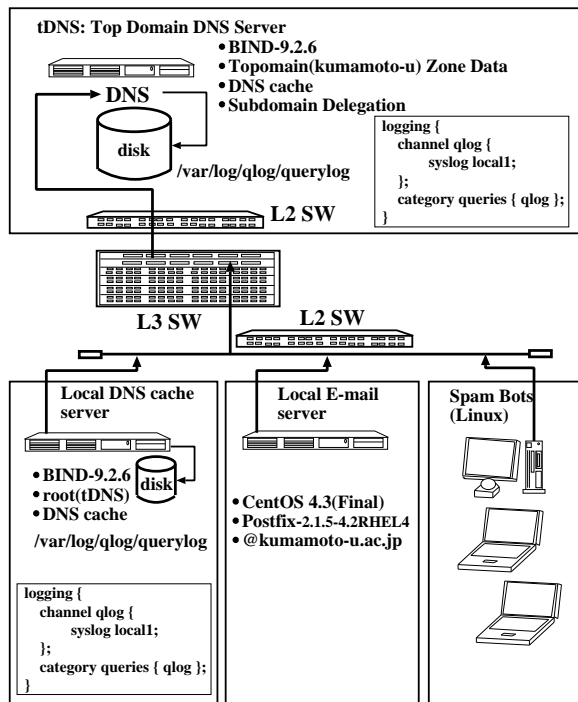 tDNS: Top Domain DNS Server
• BIND-9.2.6
• Topomain(kumamoto-u) Zone Data
• DNS cache
• Subdomain Delegation
DNS
disk
/var/log/qlog/querylog
logging {
channel qlog {
syslog local1;
};
category queries { qlog };
}
L2 SW
L3 SW
L2 SW
Local DNS cache
server
• BIND-9.2.6
• root(tDNS)
• DNS cache
disk
/var/log/qlog/querylog
logging {
channel qlog {
syslog local1;
};
category queries { qlog };
}
Local E-mail
server
• CentOS 4.3(Final)
• Postfix-2.1.5-4.2RHEL4
• @kumamoto-u.ac.jp
Spam Bots
(Linux)